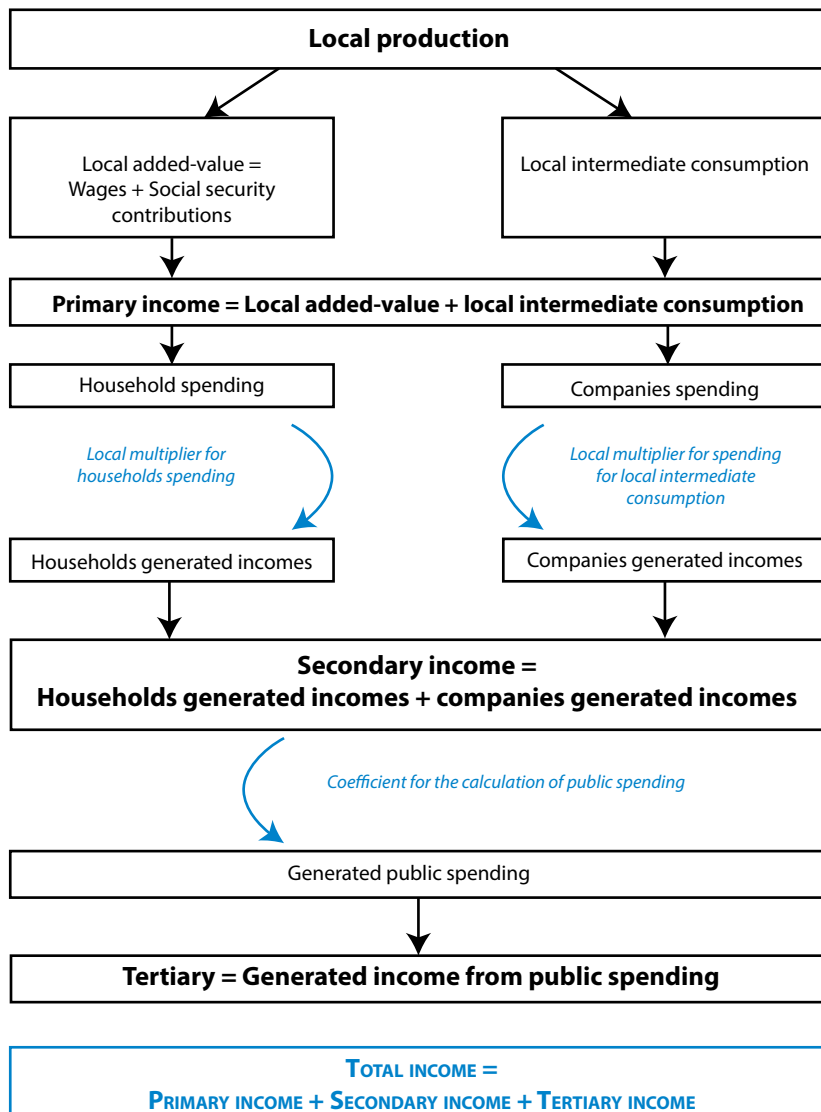 Local production
Local added-value =
Wages + Social security
contributions
Local intermediate consumption
Primary income = Local added-value + local intermediate consumption
Household spending
Companies spending
Local multiplier for
households spending
Local multiplier for spending
for local intermediate
consumption
Households generated incomes
Companies generated incomes
Secondary income =
Households generated incomes + companies generated incomes
Coefficient for the calculation of public spending
Generated public spending
Tertiary = Generated income from public spending
Total income =
Primary income + Secondary income + Tertiary income